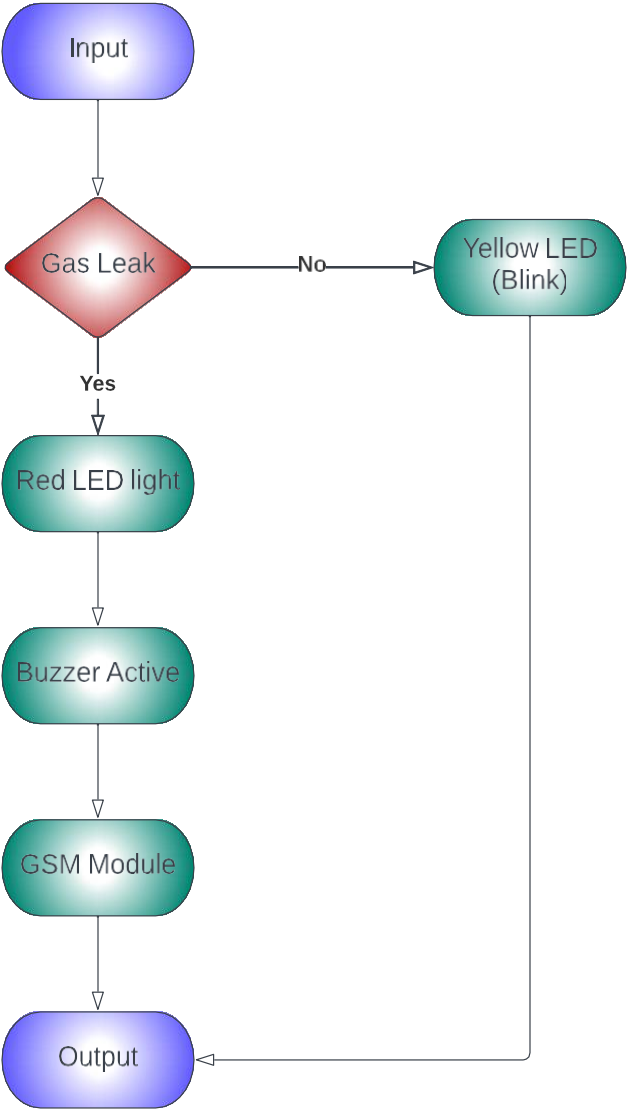 Input
Gas Leak
No
Yellow LED
(Blink)
Yes
Red LED light
Buzzer Active
GSM Module
Output